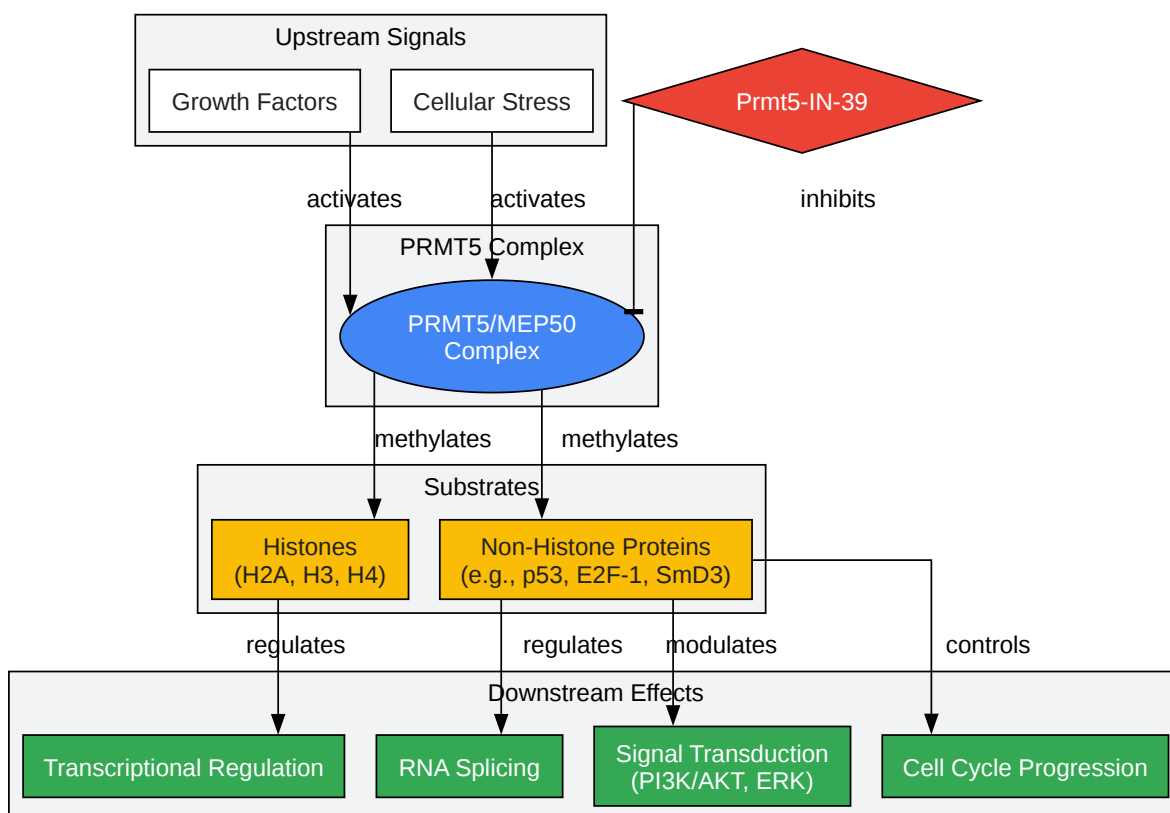 Upstream Signals
Growth Factors
Cellular Stress
Prmt5-IN-39
activates
activates
inhibits
PRMT5 Complex
PRMT5/MEP50
Complex
methylates
methylates
Substrates
Histones
(H2A, H3, H4)
Non-Histone Proteins
(e.g., p53, E2F-1, SmD3)
regulates
regulates
modulates
controls
Downstream Effects
Transcriptional Regulation
RNA Splicing
Signal Transduction
(PI3K/AKT, ERK)
Cell Cycle Progression